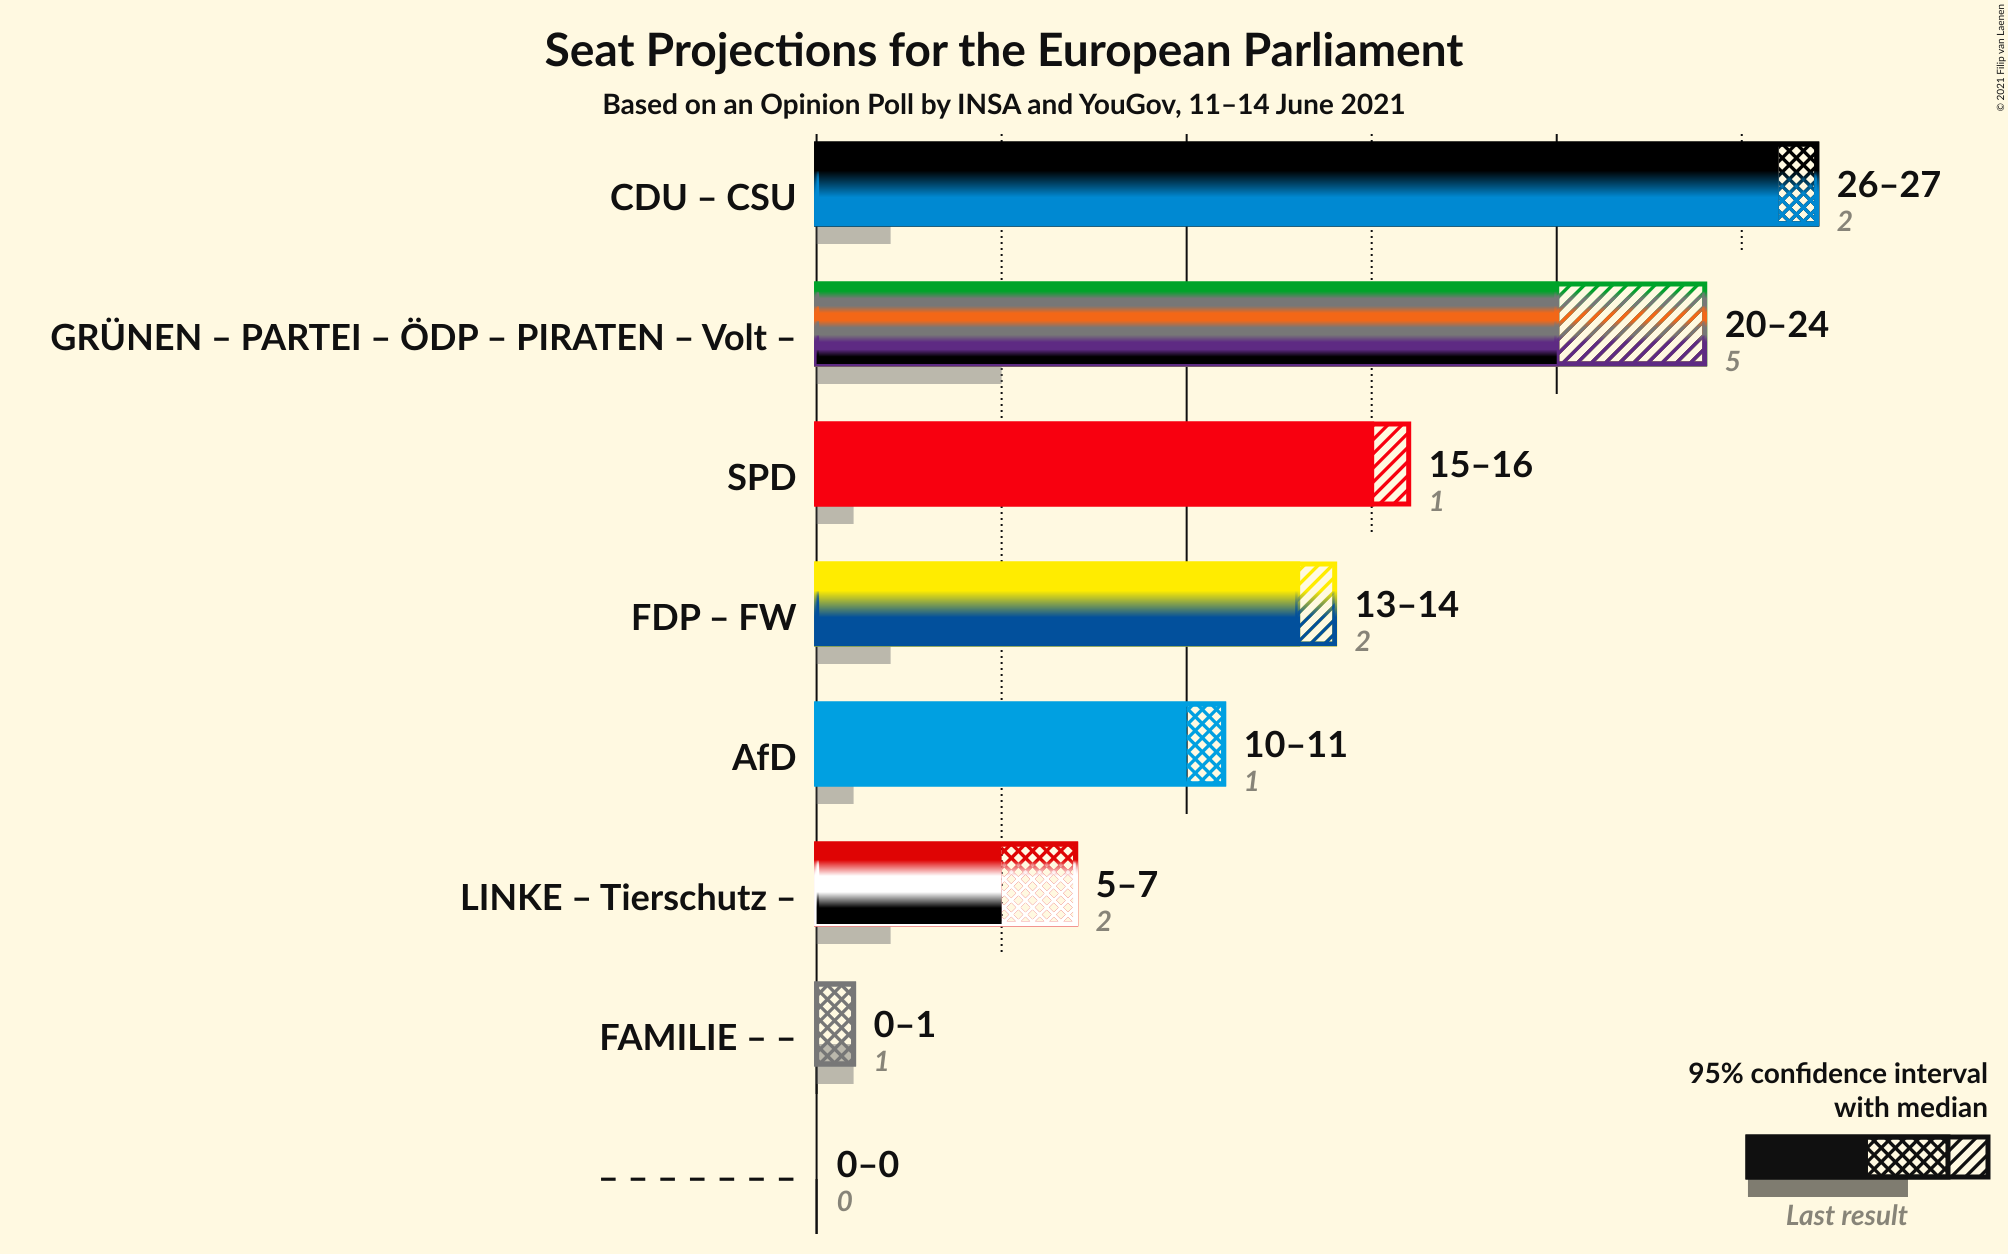 Seat Projections for the European Parliament
Based on an Opinion Poll by INSA and YouGov, 11–14 June 2021
© 2021 Filip van Laenen
CDU – CSU
26–27
2
GRÜNEN – PARTEI – ÖDP – PIRATEN – Volt –
20–24
5
SPD
15–16
1
FDP – FW
13–14
2
AfD
10–11
1
LINKE – Tierschutz –
5–7
2
FAMILIE – –
0–1
1
– – – – – – –
0–0
0
95% confidence interval
with median
Last result